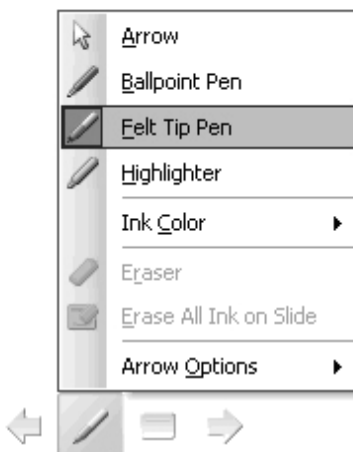 Arrow
Ballpoint Pen
Felt Tip Pen
Highlighter
Ink Color
Eraser
Erase All Ink on Slide
Arrow Options